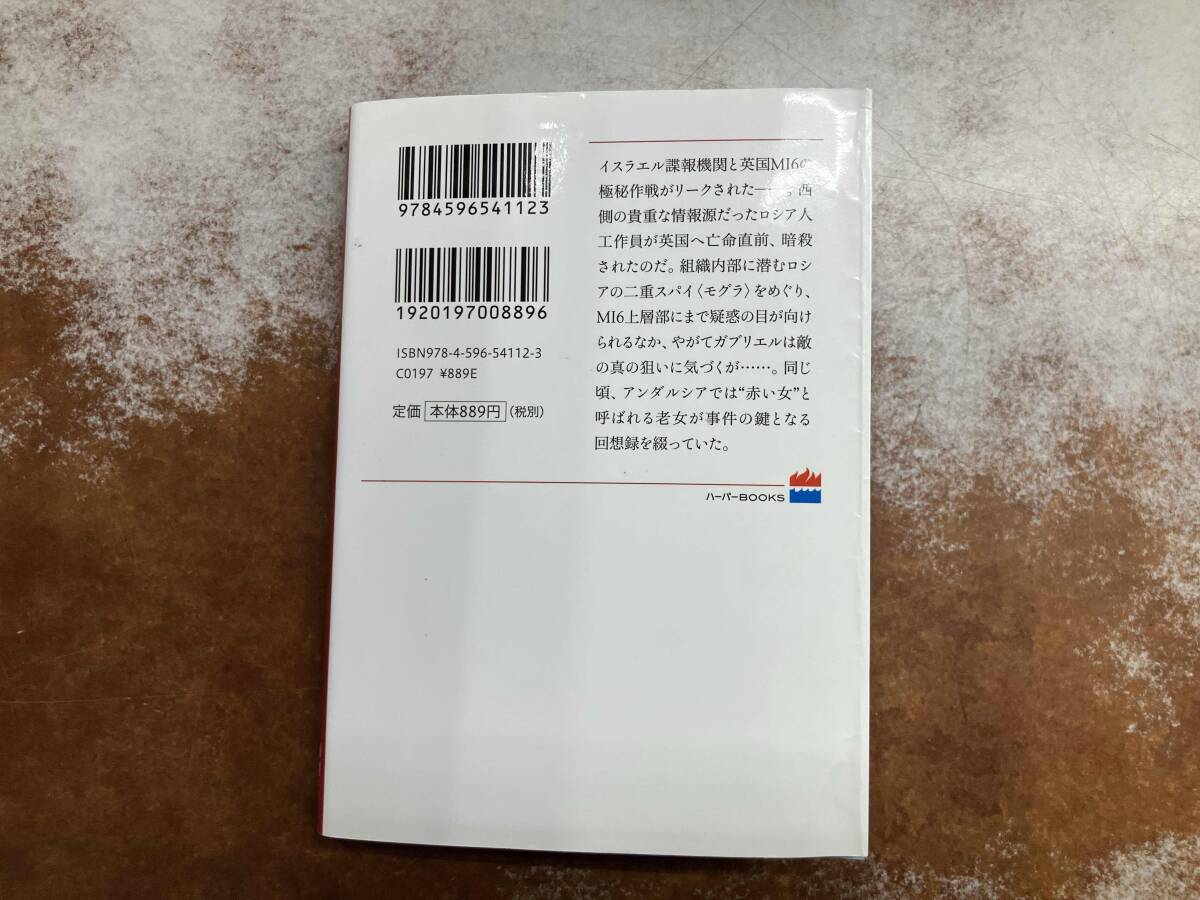 9784596541123
1920197008896
ISBN978-4-596-54112-3
C0197 ¥889E
定価 本体889円 (税別)
イスラエル諜報機関と英国MI6の
極秘作戦がリークされた――。西
側の貴重な情報源だったロシア人
工作員が英国へ亡命直前、暗殺
されたのだ。組織内部に潜むロシ
アの二重スパイ〈モグラ〉をめぐり、
MI6上層部にまで疑惑の目が向け
られるなか、やがてガブリエルは敵
の真の狙いに気づくが……。同じ
頃、アンダルシアでは“赤い女”と
呼ばれる老女が事件の鍵となる
回想録を綴っていた。
ハーパーBOOKS